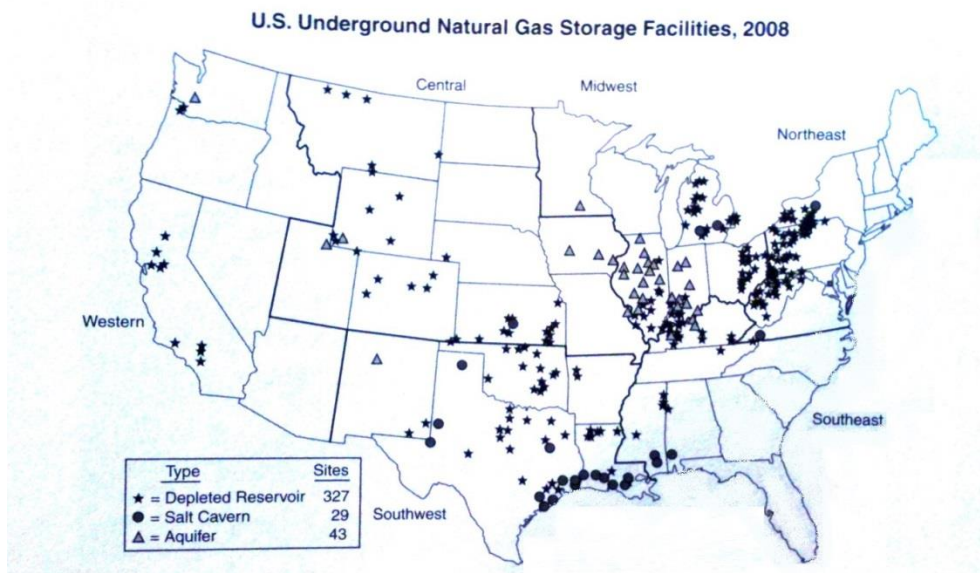 U.S. Underground Natural Gas Storage Facilities, 2008
Central
Midwest
Northeast
Western
Southeast
Southwest
Type Sites
= Depleted Reservoir 327
= Salt Cavern 29
= Aquifer 43